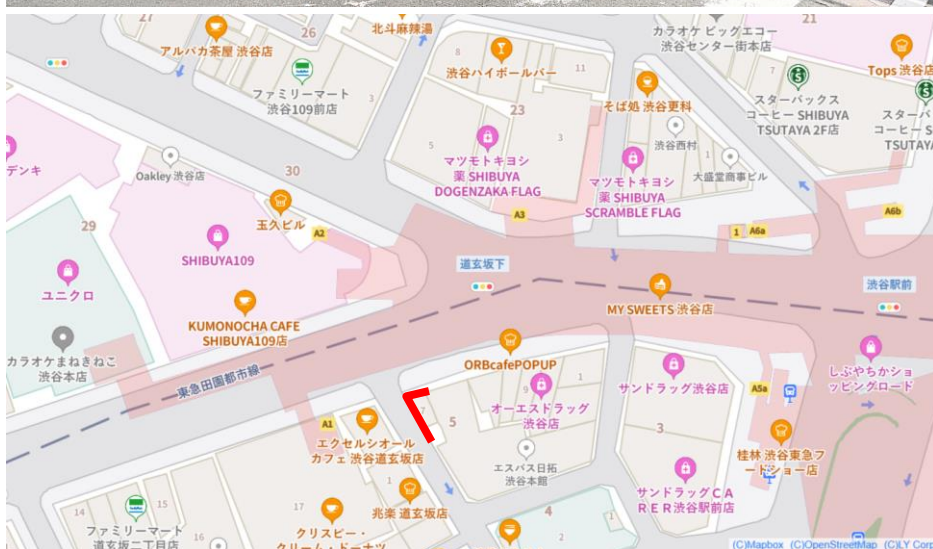 27
26
北斗麻辣湯
アルパカ茶屋 渋谷店
ファミリーマート
渋谷109前店
3
8
渋谷ハイボールバー
11
23
5
3
マツモトキヨシ
薬 SHIBUYA
DOGENZAKA FLAG
A3
カラオケ ビッグエコー
渋谷センター街本店
21
Tops 渋谷店
7
スターバックス
コーヒー SHIBUYA
TSUTAYA 2F店
スターバ
コーヒー S
TSUTAYA
そば処 渋谷更科
渋谷西村
1
大盛堂商事ビル
マツモトキヨシ
薬 SHIBUYA
SCRAMBLE FLAG
デンキ
Oakley 渋谷店
30
玉久ビル
A2
29
SHIBUYA109
ユニクロ
KUMONOCHA CAFE
SHIBUYA109店
カラオケまねきねこ
渋谷本店
東急田園都市線
道玄坂下
1
A6a
A6b
渋谷駅前
MY SWEETS 渋谷店
ORBcafePOPUP
しぶやちかショ
ッピングロード
サンドラッグ渋谷店
A5a
オーエスドラッグ
渋谷店
9
1
7
5
エスパス日拓
渋谷本館
3
桂林 渋谷東急フ
ードショー店
サンドラッグCA
RER渋谷駅前店
A1
エクセルシオール
カフェ 渋谷道玄坂店
1
兆楽 道玄坂店
17
クリスピー・
クリーム・ドーナツ
14
15
ファミリーマート
道玄坂二丁目店
16
4
1
2
(C)Mapbox (C)OpenStreetMap (C)LY Corp